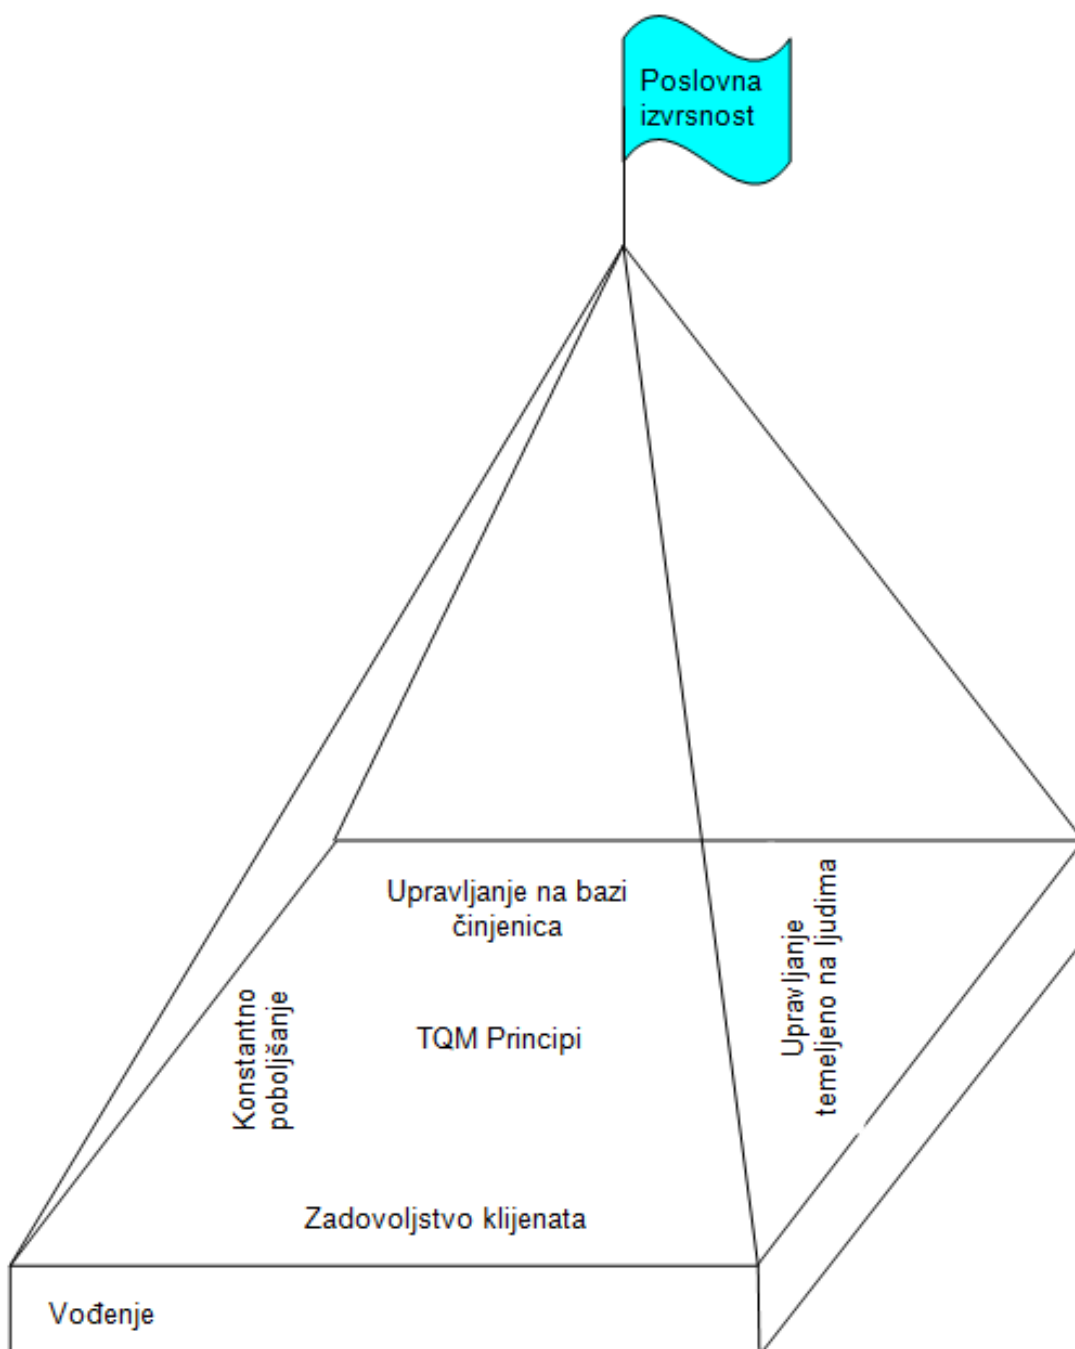 Poslovna
izvrsnost
Upravljanje na bazi
činjenica
Konstantno
poboljšanje
TQM Principi
Upravljanje
temeljeno na ljudima
Zadovoljstvo klijenata
Vođenje